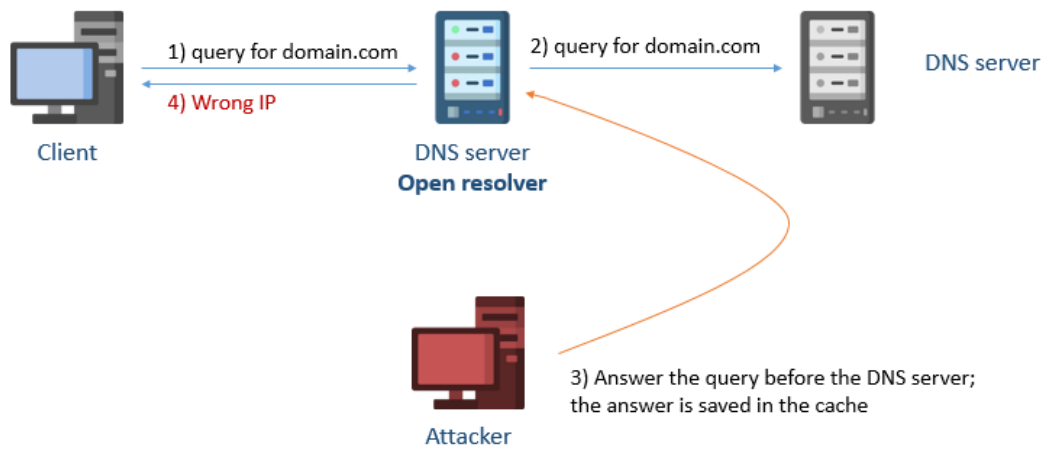 1) query for domain.com
2) query for domain.com
DNS server
4) Wrong IP
Client
DNS server
Open resolver
3) Answer the query before the DNS server;
the answer is saved in the cache
Attacker